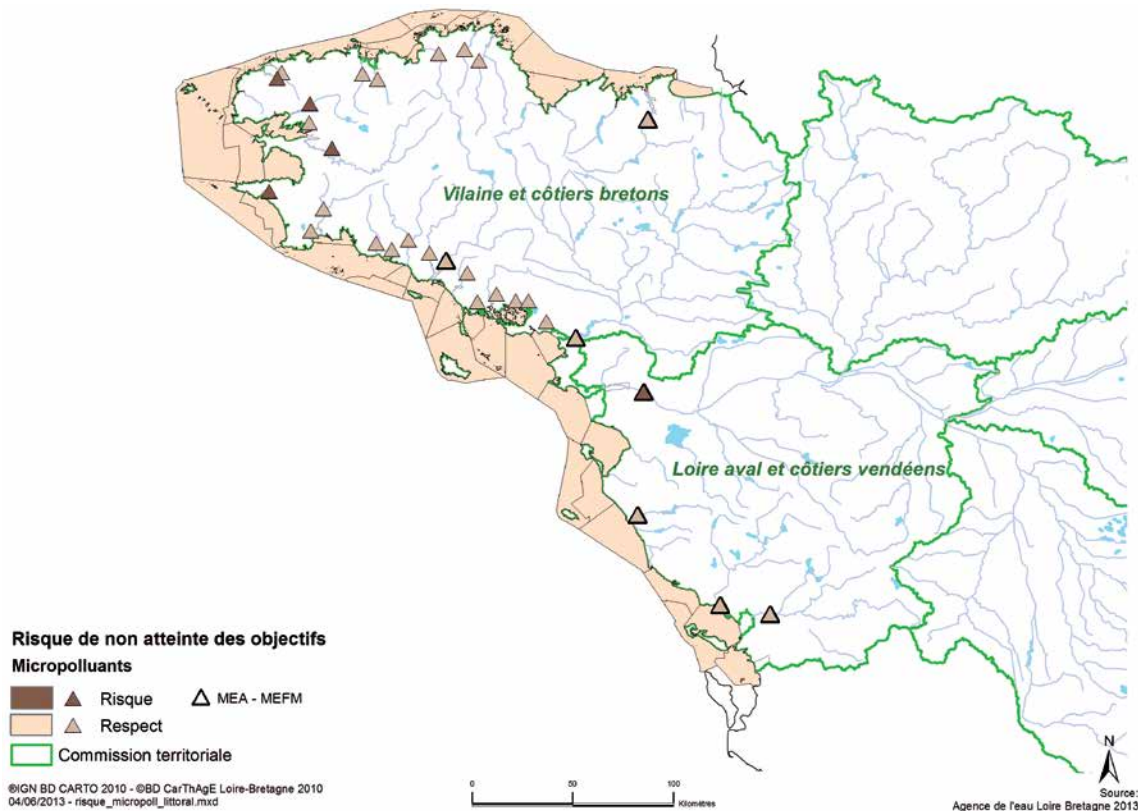 Vilaine et côtiers bretons
Loire aval et côtiers vendéens
Risque de non atteinte des objectifs
Micropolluants
Risque
MEA - MEFM
Respect
Commission territoriale
©IGN BD CARTO 2010 - ©BD CarThAgE Loire-Bretagne 2010
04/06/2013 - risque_micropoll_littoral.mxd
0 50 100
Kilomètres
N
Source:
Agence de l'eau Loire Bretagne 2013